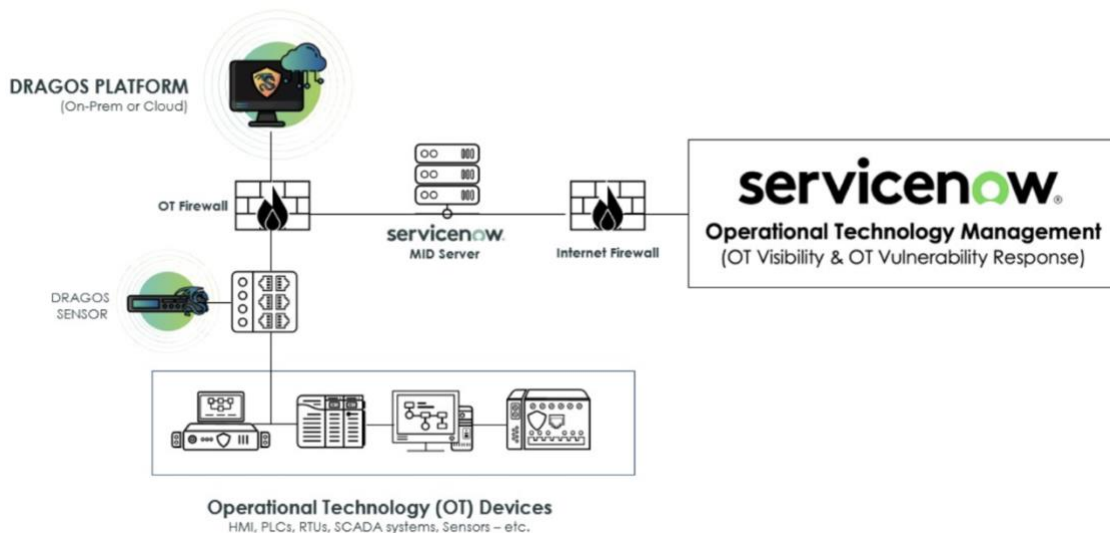 DRAGOS PLATFORM
(On-Prem or Cloud)
OT Firewall
servicenow.
MID Server
Internet Firewall
servicenow®
Operational Technology Management
(OT Visibility & OT Vulnerability Response)
DRAGOS
SENSOR
Operational Technology (OT) Devices
HMI, PLCs, RTUs, SCADA systems, Sensors – etc.